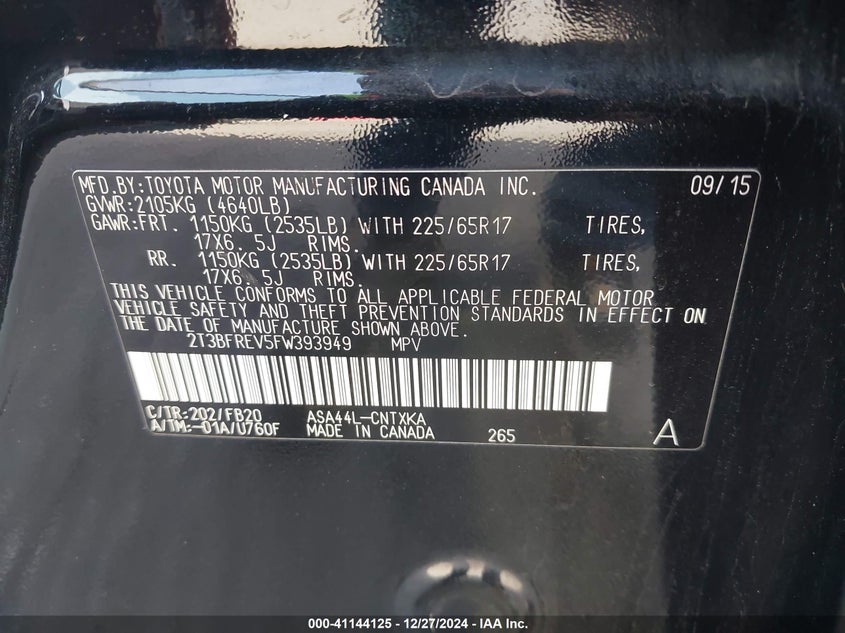 MFD.BY:TOYOTA MOTOR MANUFACTURING CANADA INC. 09/15
GVWR:2105KG (4640LB)
GAWR:FRT. 1150KG (2535LB) WITH 225/65R17 TIRES,
17X6.5J RIMS.
RR. 1150KG (2535LB) WITH 225/65R17 TIRES,
17X6.5J RIMS.
THIS VEHICLE CONFORMS TO ALL APPLICABLE FEDERAL MOTOR
VEHICLE SAFETY AND THEFT PREVENTION STANDARDS IN EFFECT ON
THE DATE OF MANUFACTURE SHOWN ABOVE.
2T3BFREV5FW393949 MPV
C/TR:202/FB20 ASA44L-CNTXKA
A/TM:-01A/U760F MADE IN CANADA 265 A
000-41144125 - 12/27/2024 - IAA Inc.